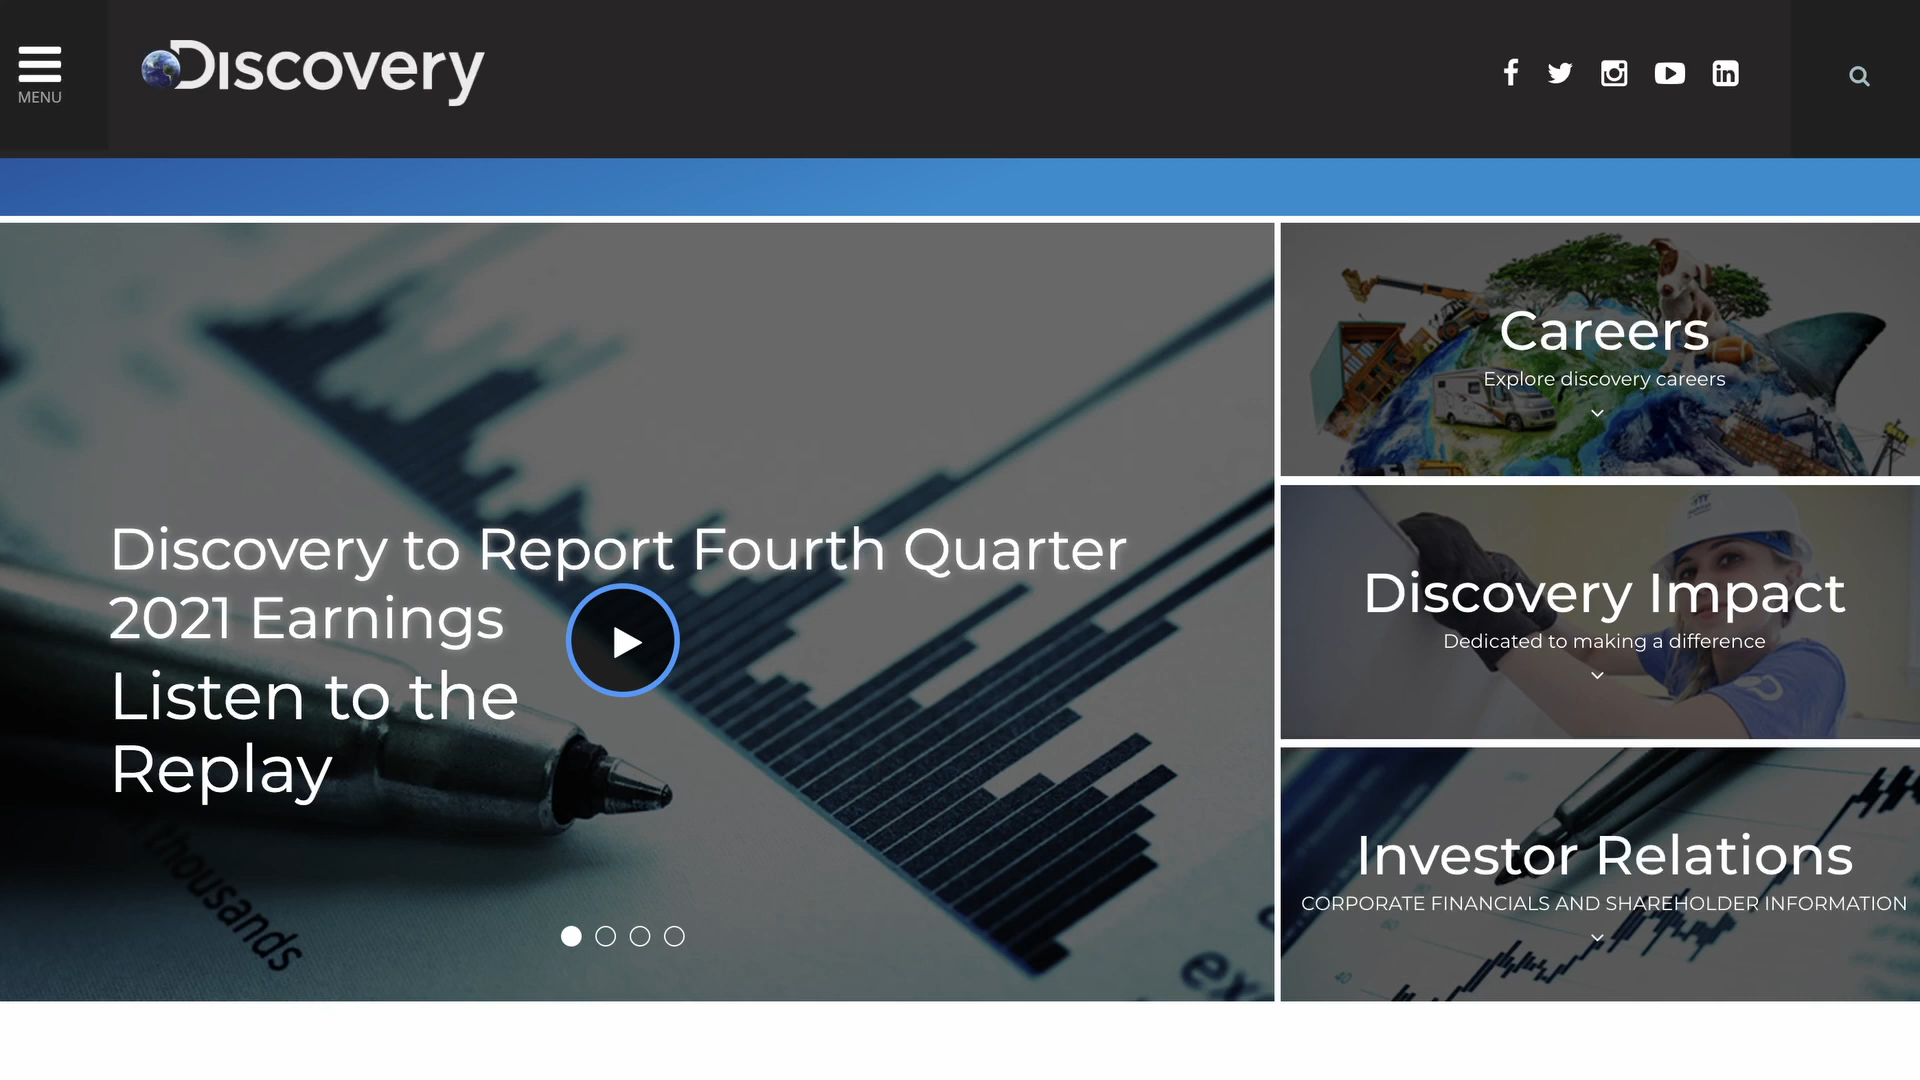 MENU
Discovery
Discovery to Report Fourth Quarter
2021 Earnings
Listen to the
Replay
thousands
Careers
Explore discovery careers
Discovery Impact
Dedicated to making a difference
Investor Relations
CORPORATE FINANCIALS AND SHAREHOLDER INFORMATION